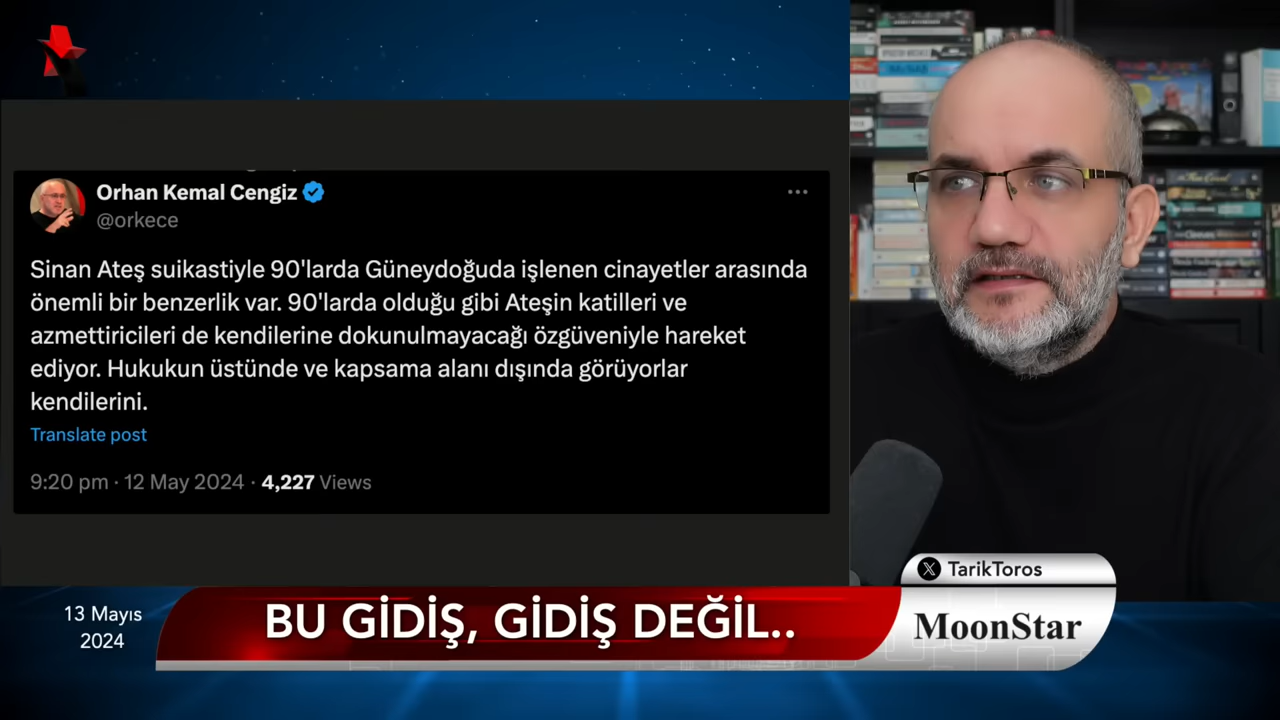 Orhan Kemal Cengiz
@orkece
Sinan Ateş suikastiyle 90'larda Güneydoğuda işlenen cinayetler arasında
önemli bir benzerlik var. 90'larda olduğu gibi Ateşin katilleri ve
azmettiricileri de kendilerine dokunulmayacağı özgüveniyle hareket
ediyor. Hukukun üstünde ve kapsama alanı dışında görüyorlar
kendilerini.
Translate post
9:20 pm · 12 May 2024 · 4,227 Views
X TarikToros
13 Mayıs
2024
BU GİDİŞ, GİDİŞ DEĞİL..
MoonStar